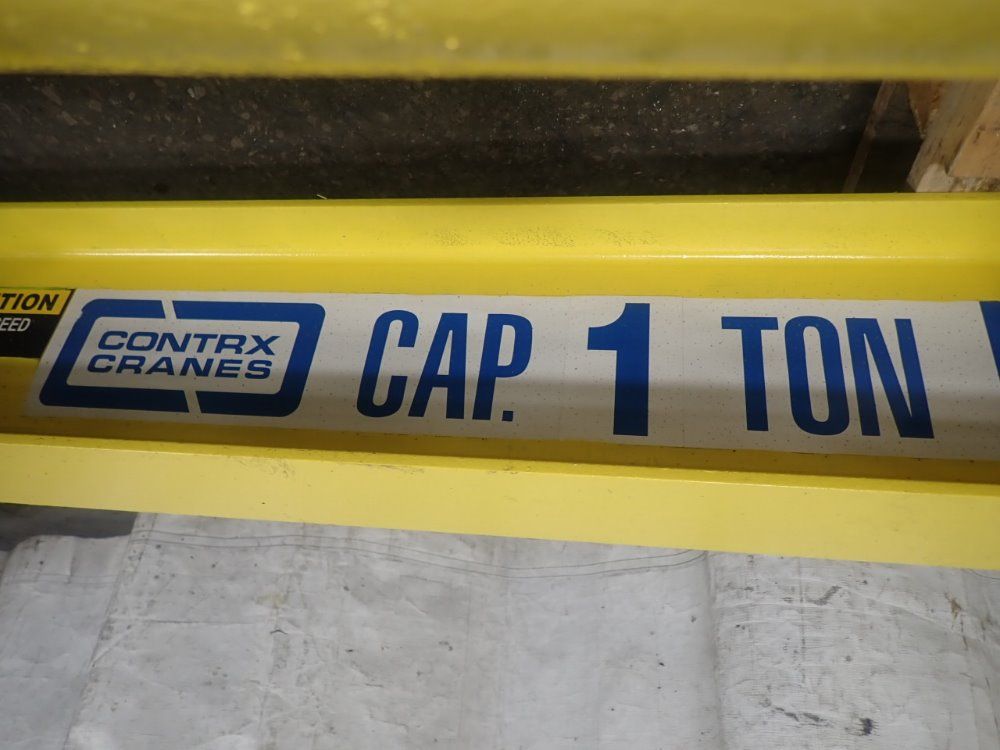 TION
EED
CONTRX
CRANES
CAP. 1 TON